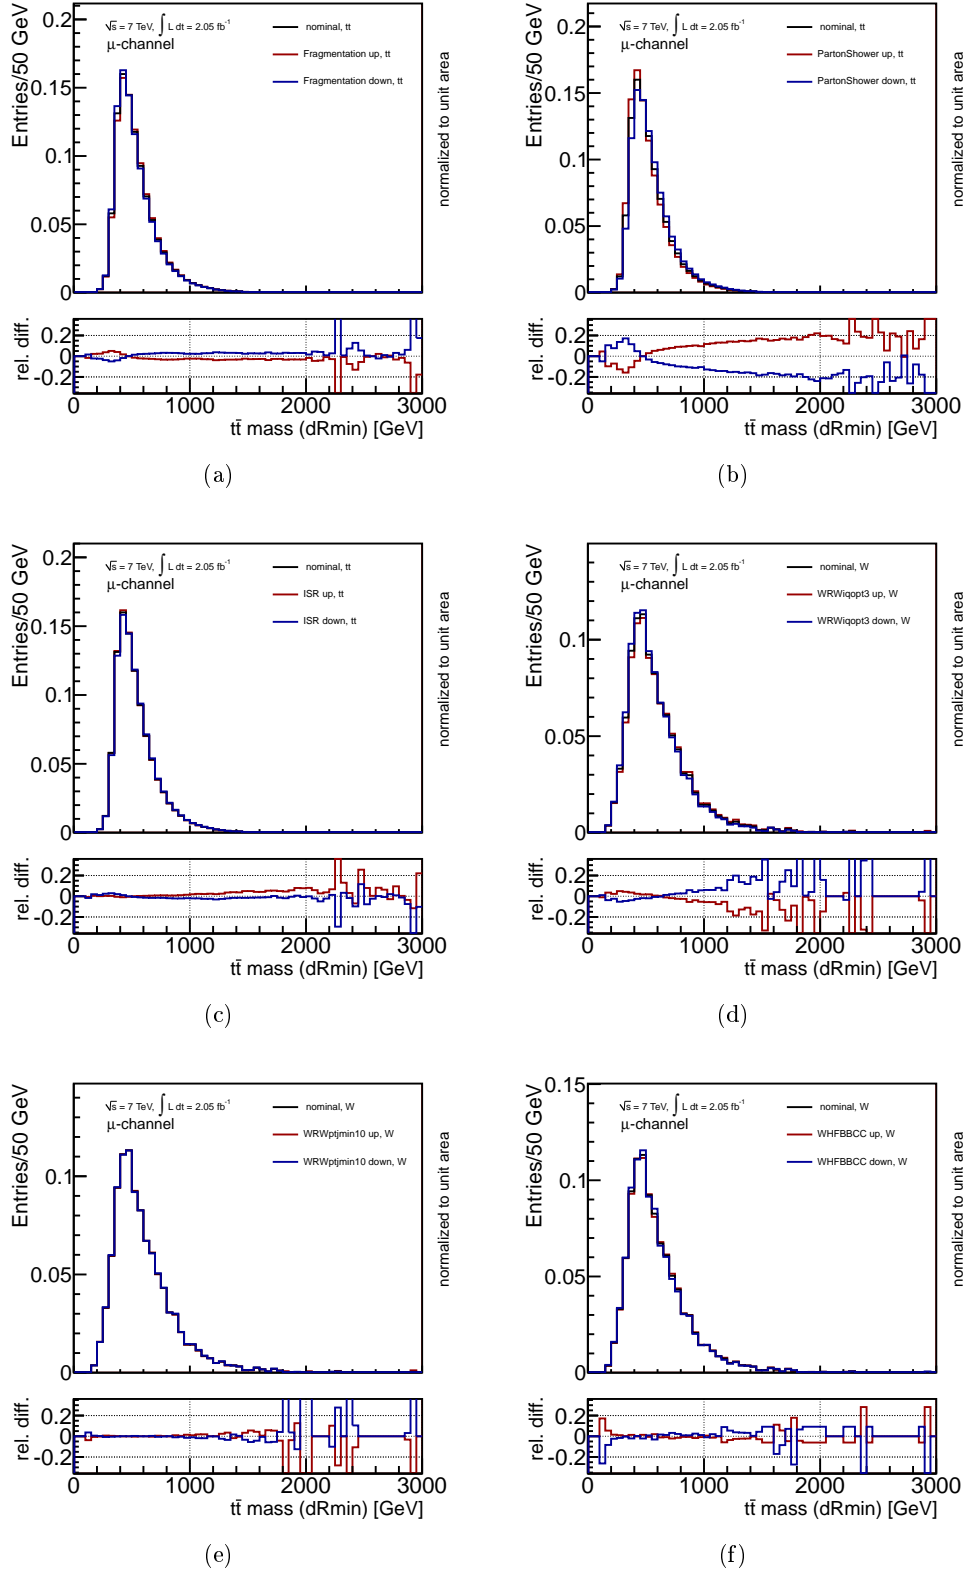 √s = 7 TeV, ∫ L dt = 2.05 fb⁻¹
μ-channel
nominal, tt
Fragmentation up, tt
Fragmentation down, tt
Entries/50 GeV
normalized to unit area
0.2
0.15
0.1
0.05
0
rel. diff.
0.2
0
-0.2
0 1000 2000 3000
tt̄ mass (dRmin) [GeV]
(a)
√s = 7 TeV, ∫ L dt = 2.05 fb⁻¹
μ-channel
nominal, tt
PartonShower up, tt
PartonShower down, tt
Entries/50 GeV
normalized to unit area
0.2
0.15
0.1
0.05
0
rel. diff.
0.2
0
-0.2
0 1000 2000 3000
tt̄ mass (dRmin) [GeV]
(b)
√s = 7 TeV, ∫ L dt = 2.05 fb⁻¹
μ-channel
nominal, tt
ISR up, tt
ISR down, tt
Entries/50 GeV
normalized to unit area
0.2
0.15
0.1
0.05
0
rel. diff.
0.2
0
-0.2
0 1000 2000 3000
tt̄ mass (dRmin) [GeV]
(c)
√s = 7 TeV, ∫ L dt = 2.05 fb⁻¹
μ-channel
nominal, W
WRWiqopt3 up, W
WRWiqopt3 down, W
Entries/50 GeV
normalized to unit area
0.1
0.05
0
rel. diff.
0.2
0
-0.2
0 1000 2000 3000
tt̄ mass (dRmin) [GeV]
(d)
√s = 7 TeV, ∫ L dt = 2.05 fb⁻¹
μ-channel
nominal, W
WRWptjmin10 up, W
WRWptjmin10 down, W
Entries/50 GeV
normalized to unit area
0.1
0.05
0
rel. diff.
0.2
0
-0.2
0 1000 2000 3000
tt̄ mass (dRmin) [GeV]
(e)
√s = 7 TeV, ∫ L dt = 2.05 fb⁻¹
μ-channel
nominal, W
WHFBBCC up, W
WHFBBCC down, W
Entries/50 GeV
normalized to unit area
0.15
0.1
0.05
0
rel. diff.
0.2
0
-0.2
0 1000 2000 3000
tt̄ mass (dRmin) [GeV]
(f)